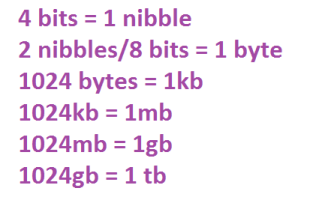 4 bits = 1 nibble
2 nibbles/8 bits = 1 byte
1024 bytes = 1kb
1024kb = 1mb
1024mb = 1gb
1024gb = 1 tb